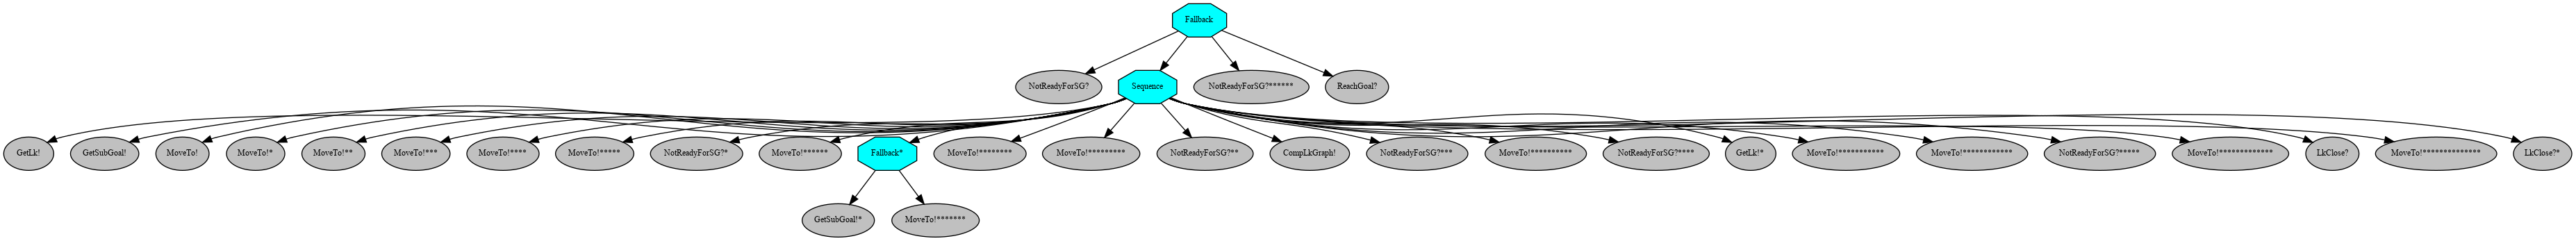 Fallback
NotReadyForSG?
Sequence
NotReadyForSG?******
ReachGoal?
GetLk!
GetSubGoal!
MoveTo!
MoveTo!*
MoveTo!**
MoveTo!***
MoveTo!****
MoveTo!*****
NotReadyForSG?*
MoveTo!******
Fallback*
MoveTo!********
MoveTo!*********
NotReadyForSG?**
CompLkGraph!
NotReadyForSG?***
MoveTo!**********
NotReadyForSG?****
GetLk!*
MoveTo!***********
MoveTo!************
NotReadyForSG?*****
MoveTo!*************
LkClose?
MoveTo!**************
LkClose?*
GetSubGoal!*
MoveTo!*******